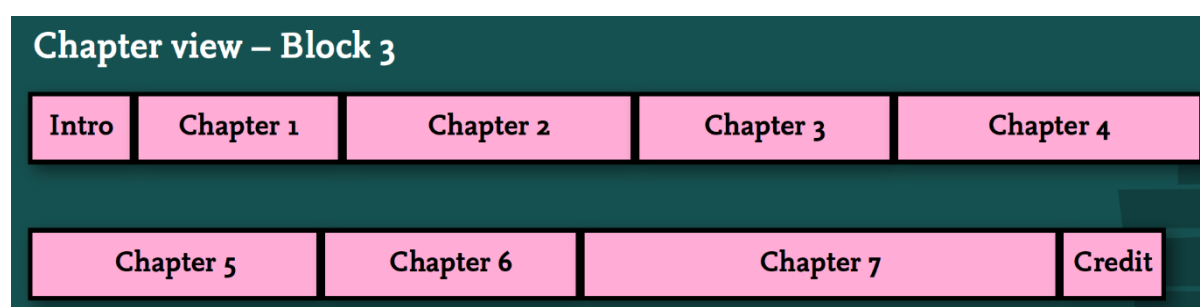 Chapter view – Block 3
Intro Chapter 1 Chapter 2 Chapter 3 Chapter 4
Chapter 5 Chapter 6 Chapter 7 Credit